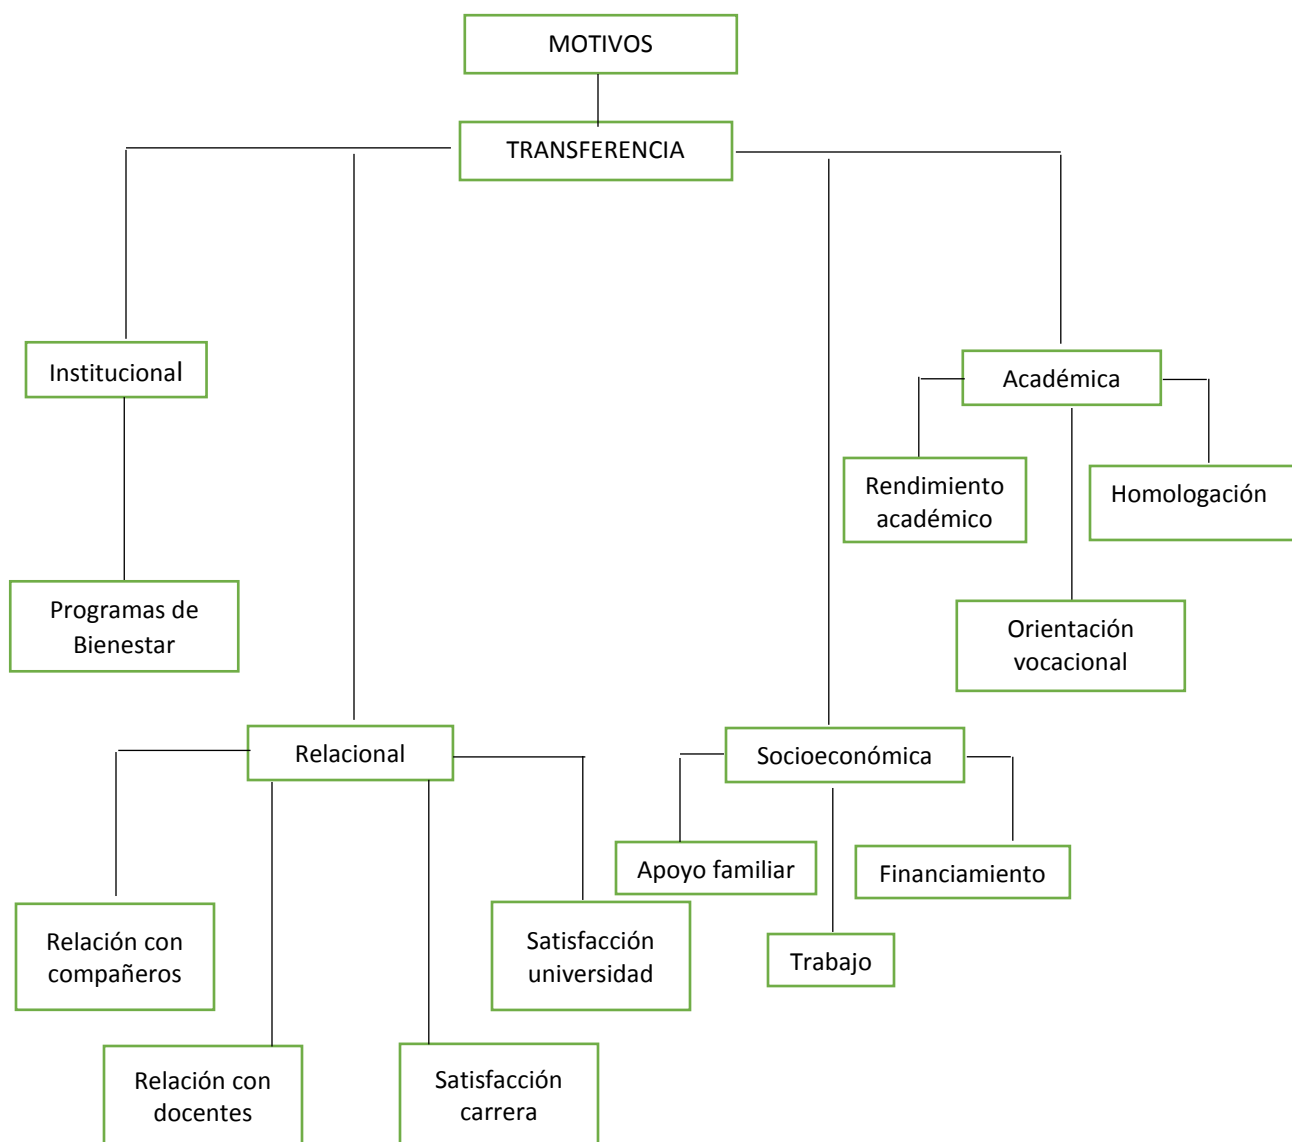 MOTIVOS
TRANSFERENCIA
Institucional
Académica
Rendimiento
académico
Homologación
Programas de
Bienestar
Orientación
vocacional
Relacional
Socioeconómica
Apoyo familiar
Financiamiento
Relación con
compañeros
Satisfacción
universidad
Trabajo
Relación con
docentes
Satisfacción
carrera